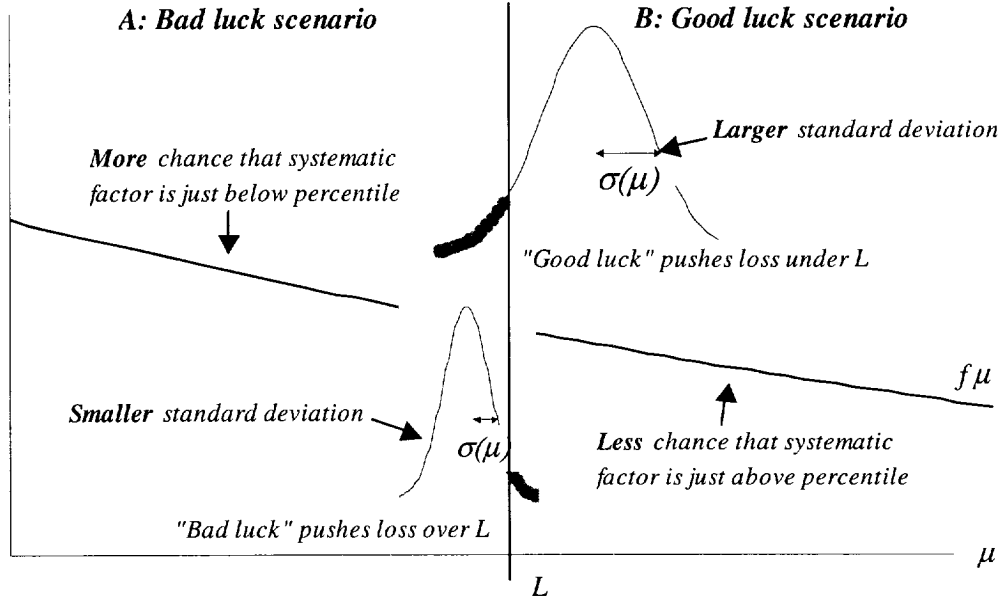 A: Bad luck scenario
B: Good luck scenario
More chance that systematic
factor is just below percentile
Larger standard deviation
σ(μ)
"Good luck" pushes loss under L
Smaller standard deviation
σ(μ)
fμ
Less chance that systematic
factor is just above percentile
"Bad luck" pushes loss over L
μ
L